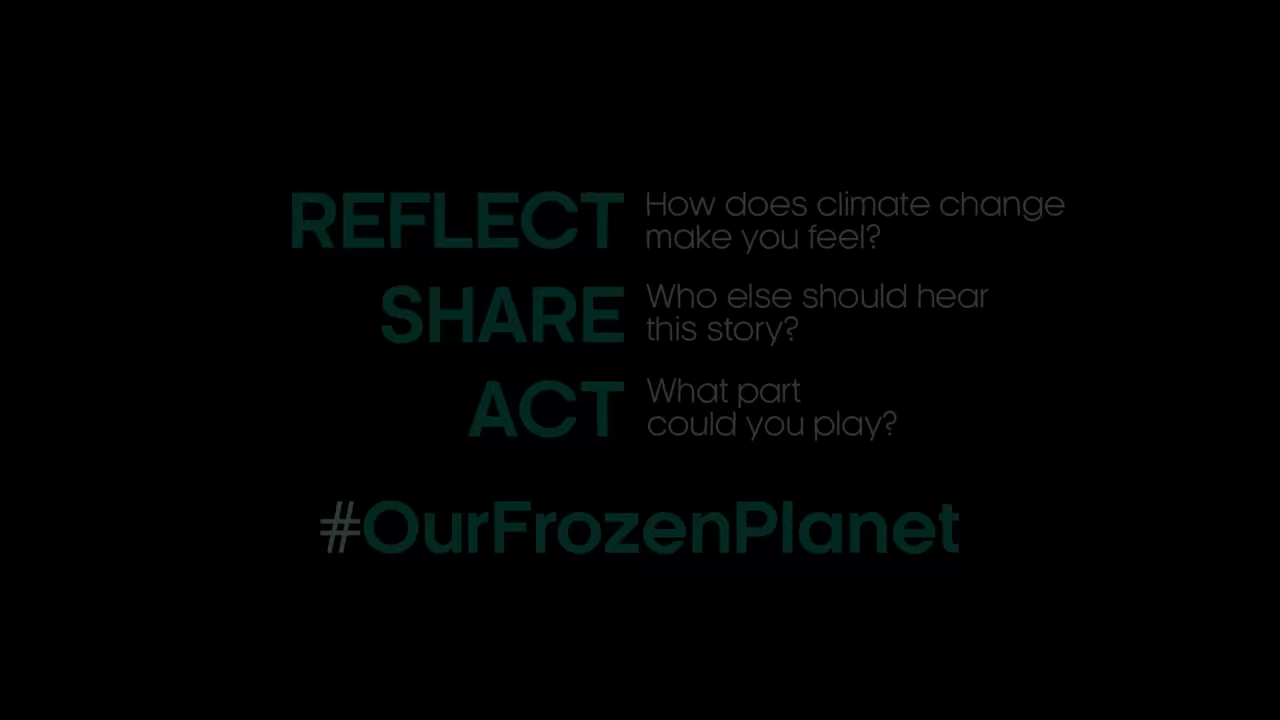 REFLECT How does climate change
make you feel?
SHARE Who else should hear
this story?
ACT What part
could you play?
#OurFrozenPlanet